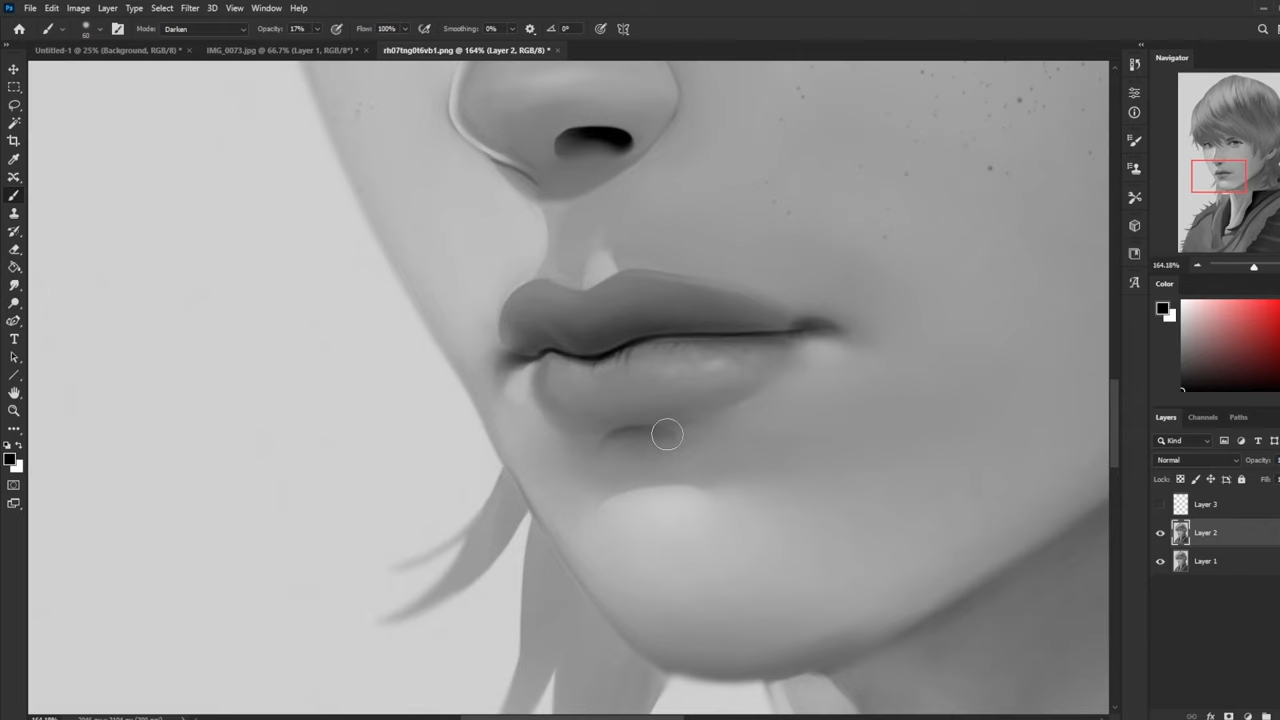 Ps File Edit Image Layer Type Select Filter 3D View Window Help
60 Mode: Darken Opacity: 17% Flow: 100% Smoothing: 0% 0°
Untitled-1 @ 25% (Background, RGB/8) * × IMG_0073.jpg @ 66.7% (Layer 1, RGB/8*) * × rh07tng0t6vb1.png @ 164% (Layer 2, RGB/8) * ×
Navigator
164.18%
Color
Layers Channels Paths
Kind
Normal Opacity:
Lock: Fill:
Layer 3
Layer 2
Layer 1